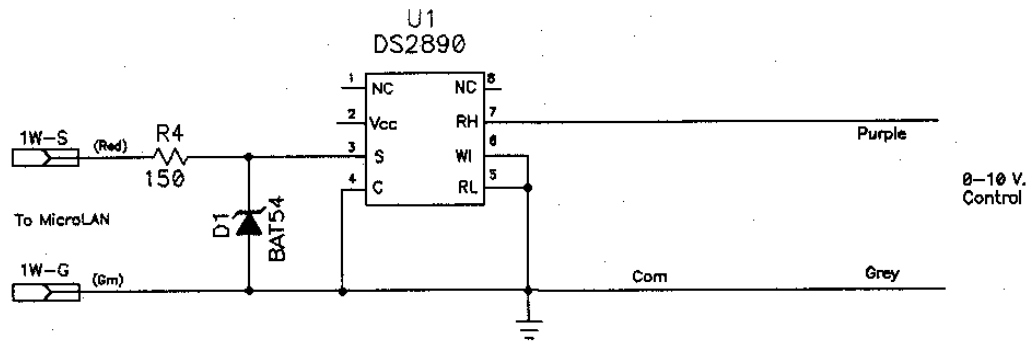 U1
DS2890
1
NC
NC
8
2
Vcc
RH
7
Purple
1W-S
(Red)
R4
150
3
S
WI
6
4
C
RL
5
0-10 V.
Control
To MicroLAN
D1
BAT54
1W-G
(Grn)
Com
Grey